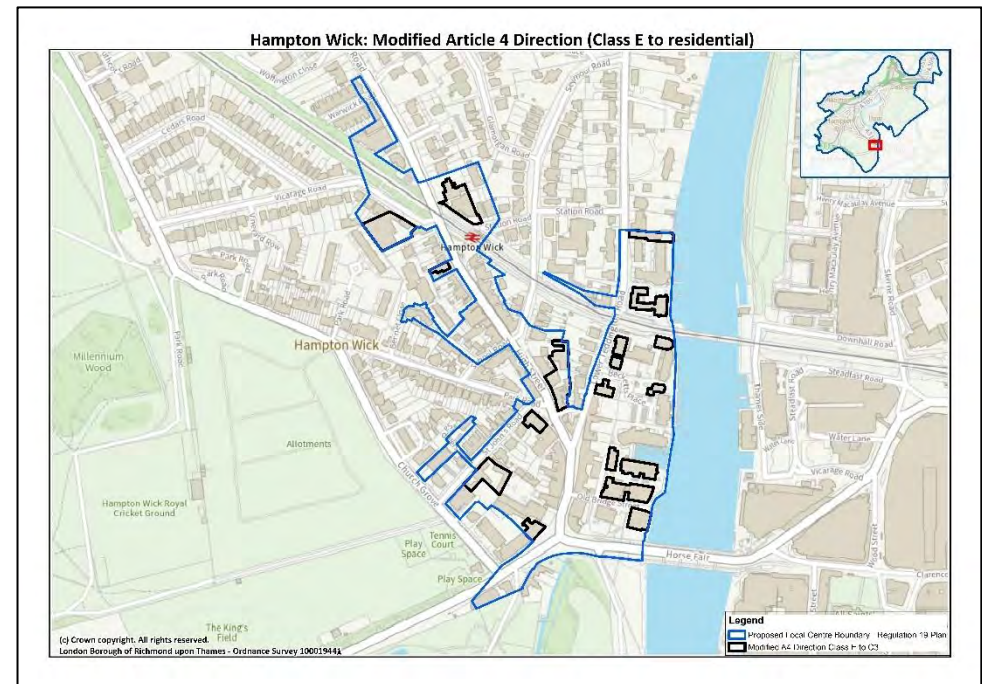 Hampton Wick: Modified Article 4 Direction (Class E to residential)
Seymour Road
Cedars Road
Glamorgan Road
Vicarage Road
Station Road
Hampton Wick
Park Road
Hampton Wick
Millennium
Wood
Park Road
Allotments
Church Grove
Hampton Wick Royal
Cricket Ground
Tennis
Court
Play
Space
Play Space
The King's
Field
Old Bridge Street
Horse Fair
Henry Macaulay Avenue
Skerne Road
Downhall Road
Steadfast Road
Thames Side
Water Lane
Vicarage Road
Wood Street
Clarence
(c) Crown copyright. All rights reserved.
London Borough of Richmond upon Thames - Ordnance Survey 100019441
Legend
Proposed Local Centre Boundary Regulation 19 Plan
Modified A4 Direction Class E to C3